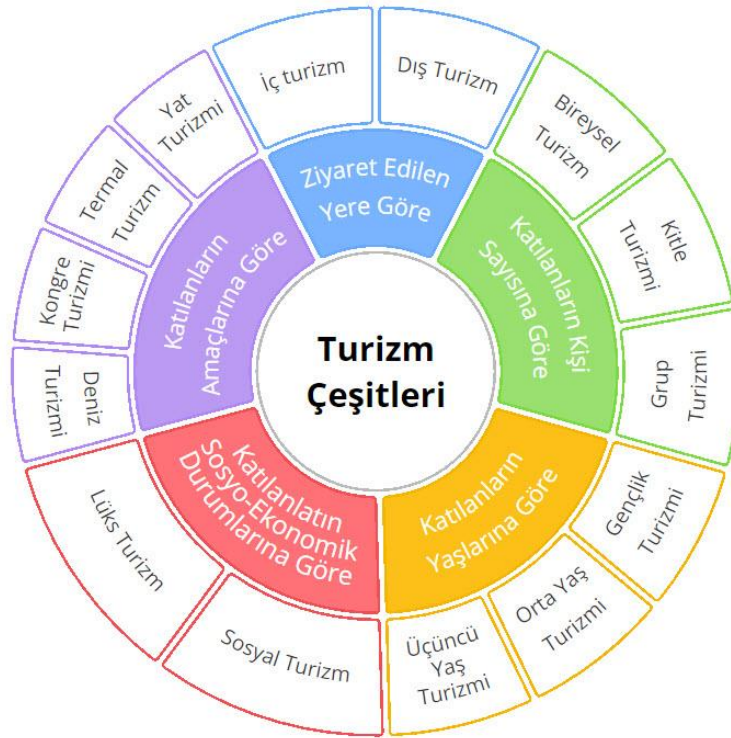 Turizm
Çeşitleri
Ziyaret Edilen
Yere Göre
İç turizm
Dış Turizm
Katılanların Kişi
Sayısına Göre
Bireysel
Turizm
Kitle
Turizmi
Grup
Turizmi
Katılanların
Yaşlarına Göre
Gençlik
Turizmi
Orta Yaş
Turizmi
Üçüncü
Yaş
Turizmi
Katılanlatın
Sosyo-Ekonomik
Durumlarına Göre
Sosyal Turizm
Lüks Turizm
Katılanların
Amaçlarına Göre
Deniz
Turizmi
Kongre
Turizmi
Termal
Turizm
Yat
Turizmi